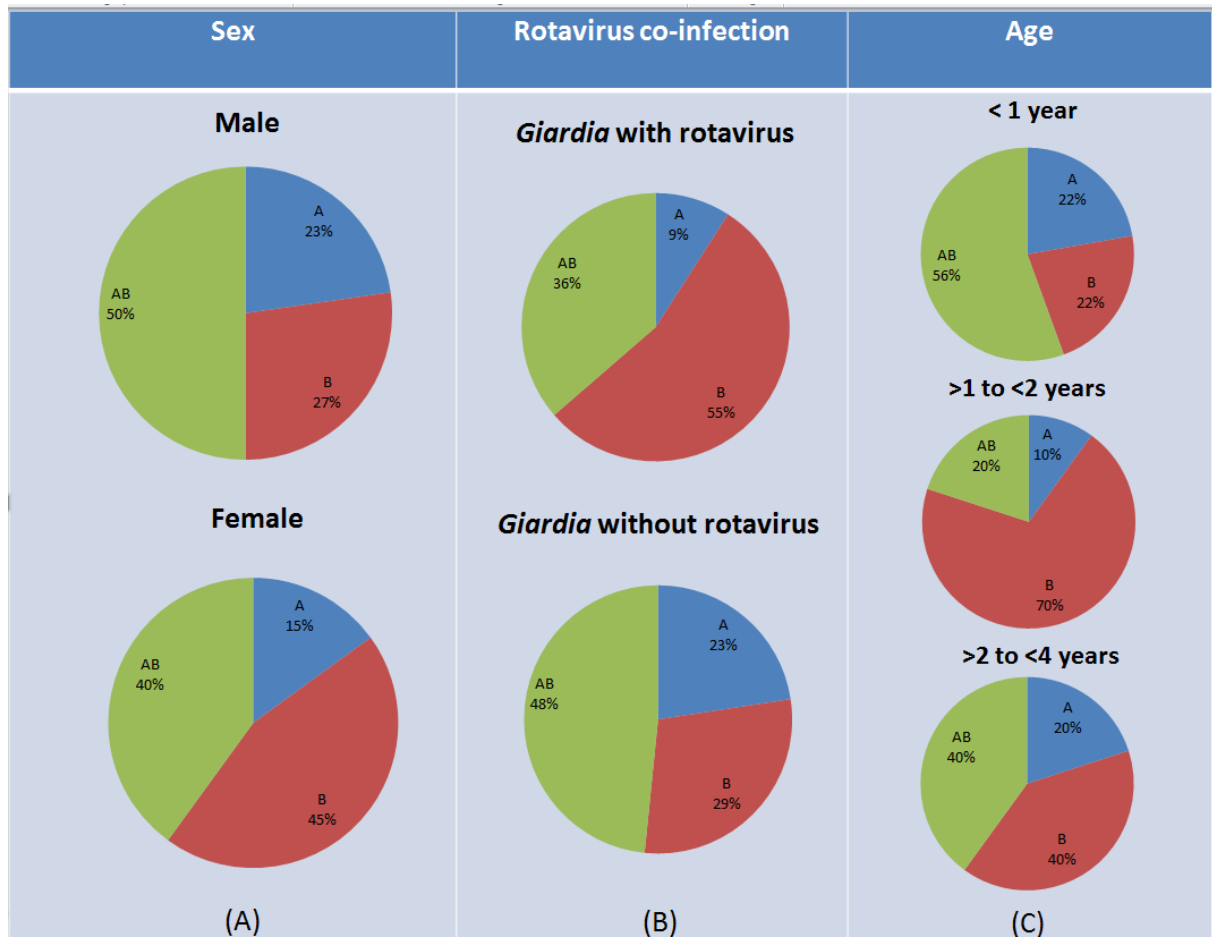 Sex
Rotavirus co-infection
Age
Male
A
23%
AB
50%
B
27%
Female
A
15%
AB
40%
B
45%
(A)
Giardia with rotavirus
A
9%
AB
36%
B
55%
Giardia without rotavirus
A
23%
AB
48%
B
29%
(B)
< 1 year
A
22%
AB
56%
B
22%
>1 to <2 years
A
10%
AB
20%
B
70%
>2 to <4 years
A
20%
AB
40%
B
40%
(C)